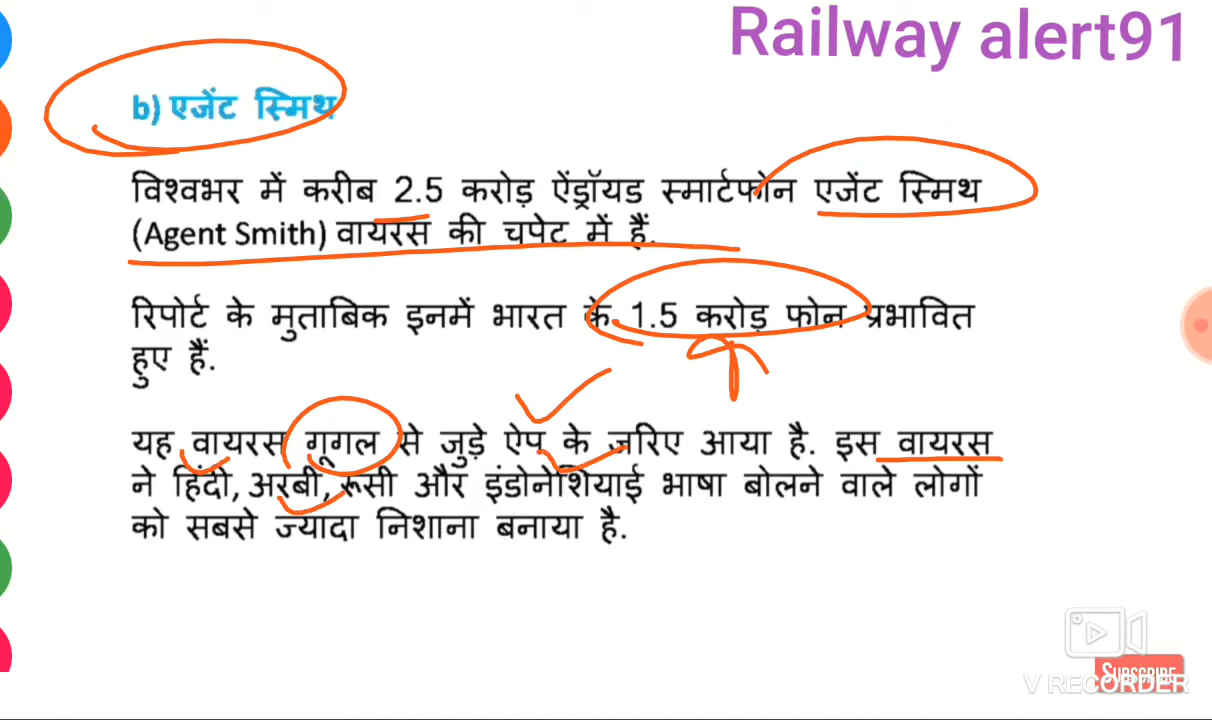 Railway alert91
b) एजेंट स्मिथ
विश्वभर में करीब 2.5 करोड़ ऐंड्रॉयड स्मार्टफोन एजेंट स्मिथ
(Agent Smith) वायरस की चपेट में हैं.
रिपोर्ट के मुताबिक इनमें भारत के 1.5 करोड़ फोन प्रभावित
हुए हैं.
यह वायरस गूगल से जुड़े ऐप के जरिए आया है. इस वायरस
ने हिंदी, अरबी, रूसी और इंडोनेशियाई भाषा बोलने वाले लोगों
को सबसे ज्यादा निशाना बनाया है.
SUBSCRIBE
V RECORDER